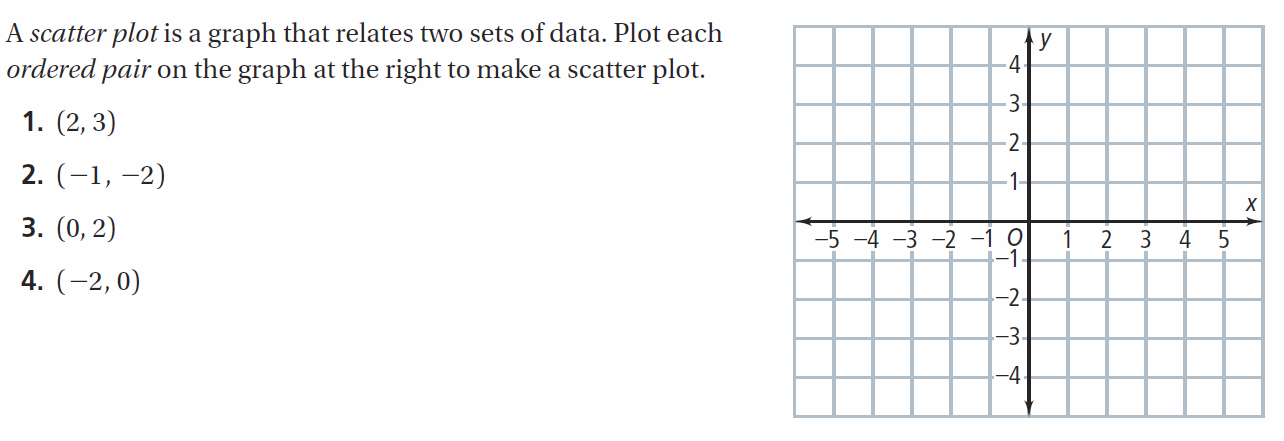 A scatter plot is a graph that relates two sets of data. Plot each
ordered pair on the graph at the right to make a scatter plot.
1. (2, 3)
2. (−1, −2)
3. (0, 2)
4. (−2, 0)
y
4
3
2
1
x
−5 −4 −3 −2 −1 O 1 2 3 4 5
−1
−2
−3
−4